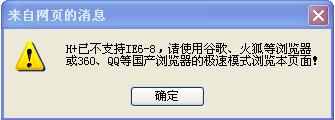 来自网页的消息
H+已不支持IE6-8，请使用谷歌、火狐等浏览器
或360、QQ等国产浏览器的极速模式浏览本页面！
确定